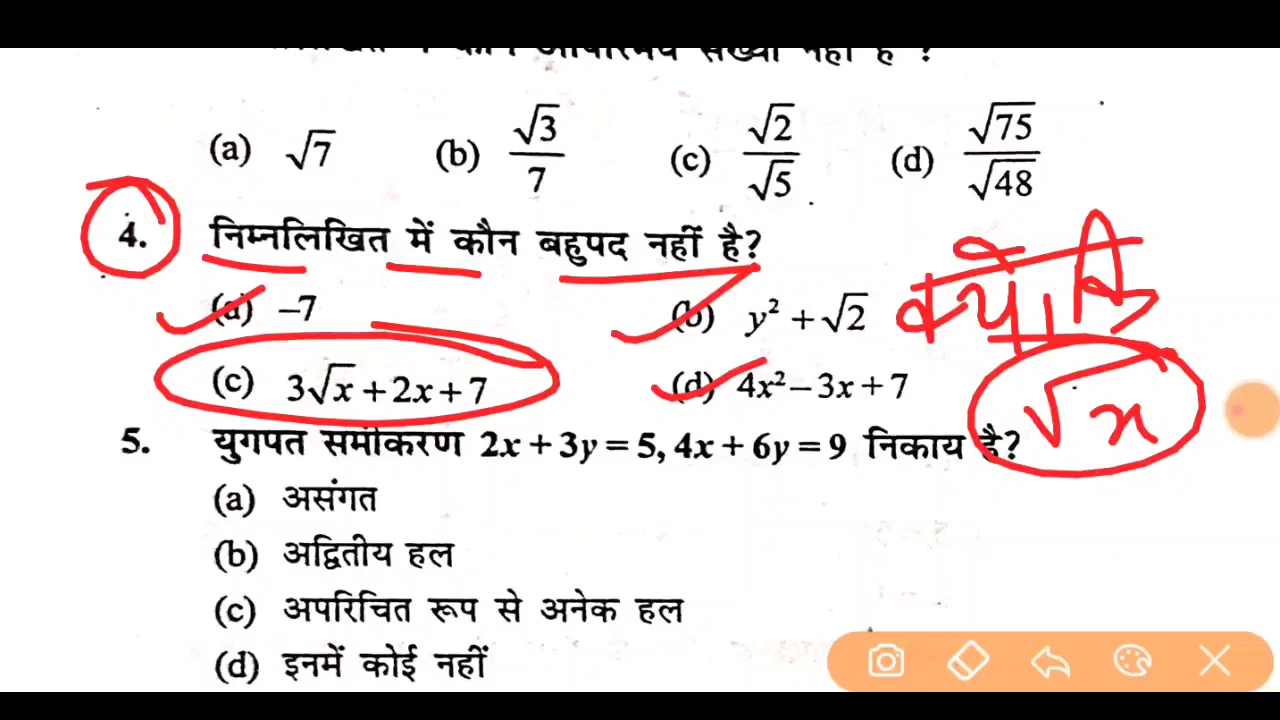 संख्या नहीं है ?
(a) √7 (b) √3/7 (c) √2/√5 (d) √75/√48
4. निम्नलिखित में कौन बहुपद नहीं है?
(a) –7 (b) y² + √2
क्योंकि
(c) 3√x + 2x + 7 (d) 4x² – 3x + 7
√x
5. युगपत समीकरण 2x + 3y = 5, 4x + 6y = 9 निकाय है?
(a) असंगत
(b) अद्वितीय हल
(c) अपरिचित रूप से अनेक हल
(d) इनमें कोई नहीं